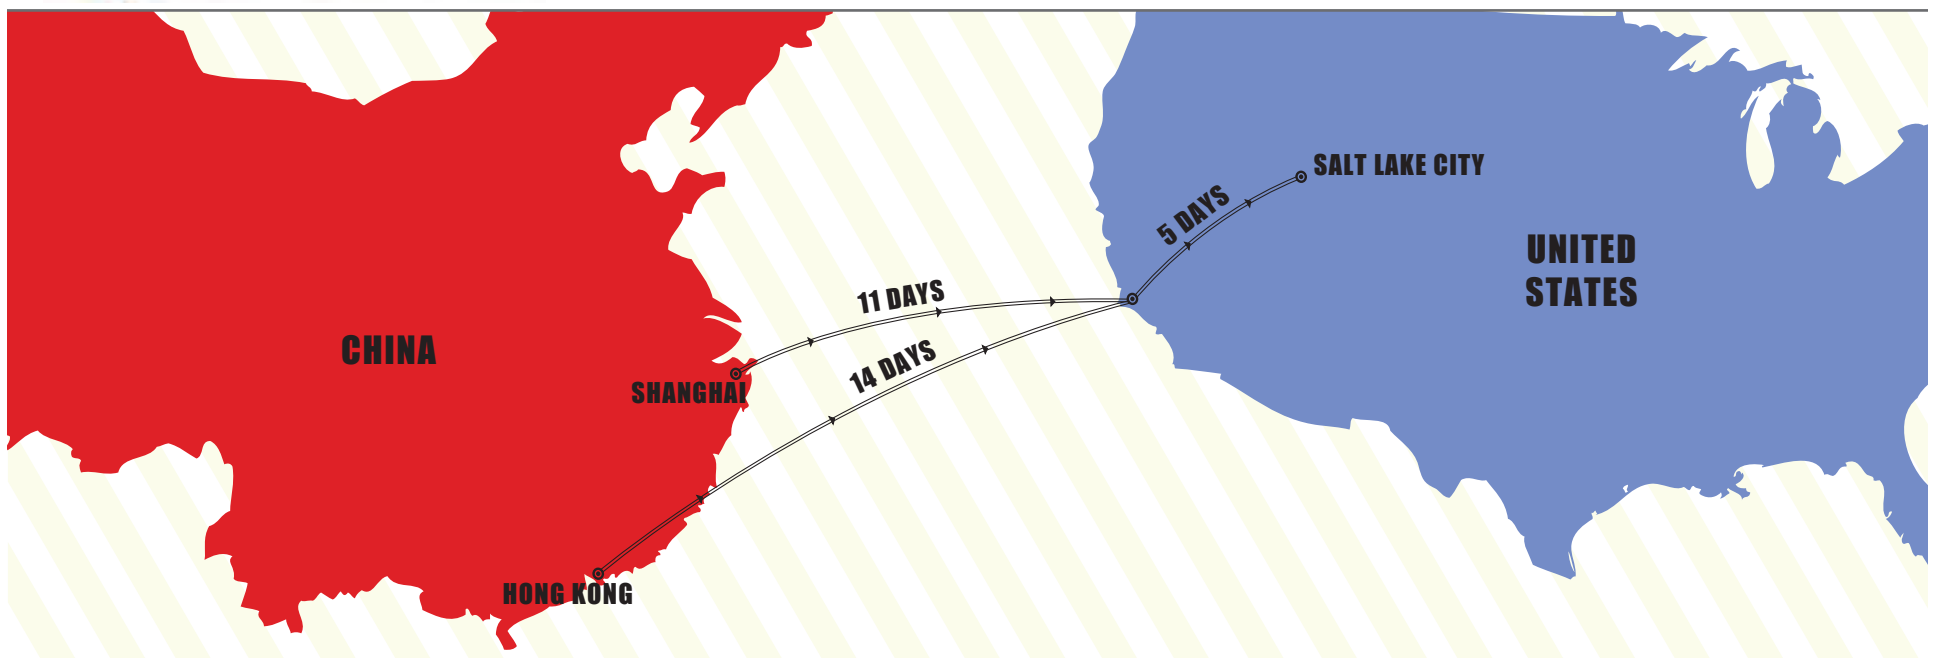 SALT LAKE CITY
5 DAYS
UNITED
STATES
11 DAYS
CHINA
14 DAYS
SHANGHAI
HONG KONG